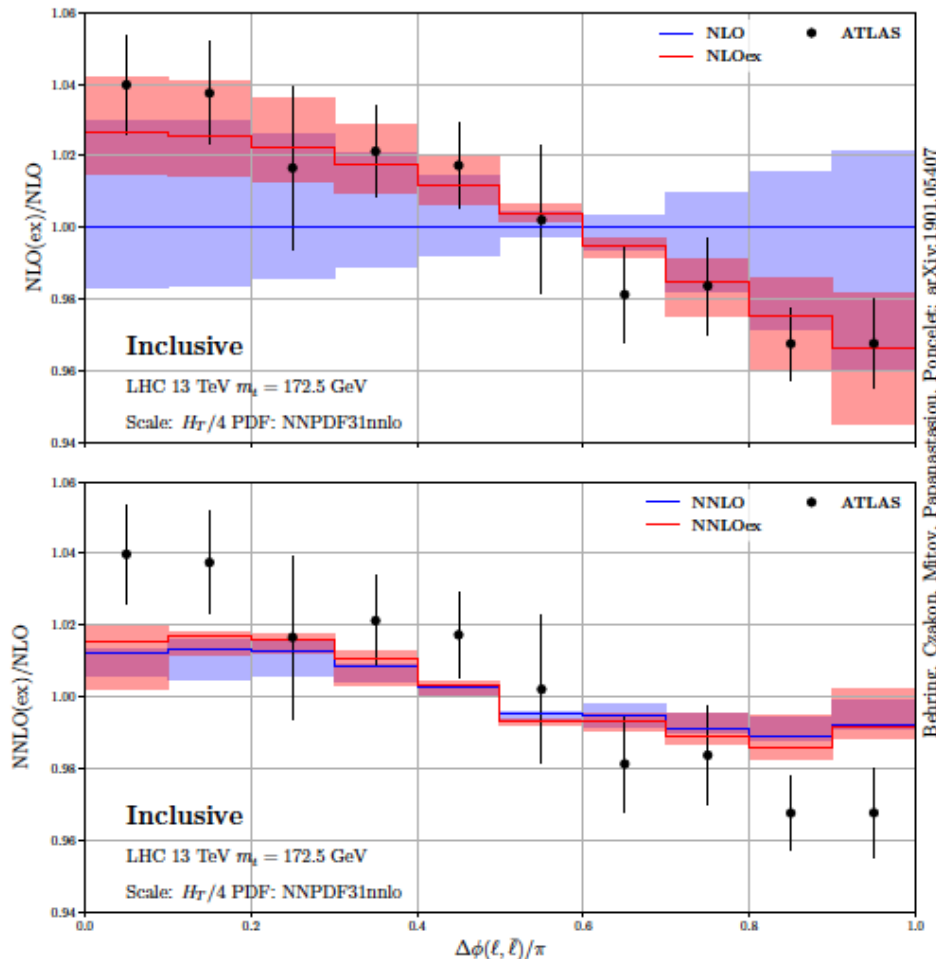 1.06
1.04
1.02
1.00
0.98
0.96
0.94
NLO(ex)/NLO
NLO
NLOex
ATLAS
Inclusive
LHC 13 TeV m_t = 172.5 GeV
Scale: H_T/4 PDF: NNPDF31nnlo
1.06
1.04
1.02
1.00
0.98
0.96
0.94
NNLO(ex)/NLO
NNLO
NNLOex
ATLAS
Inclusive
LHC 13 TeV m_t = 172.5 GeV
Scale: H_T/4 PDF: NNPDF31nnlo
0.0 0.2 0.4 0.6 0.8 1.0
Δϕ(ℓ, ℓ̄)/π
Behring, Czakon, Mitov, Papanastasiou, Poncelet; arXiv:1901.05407